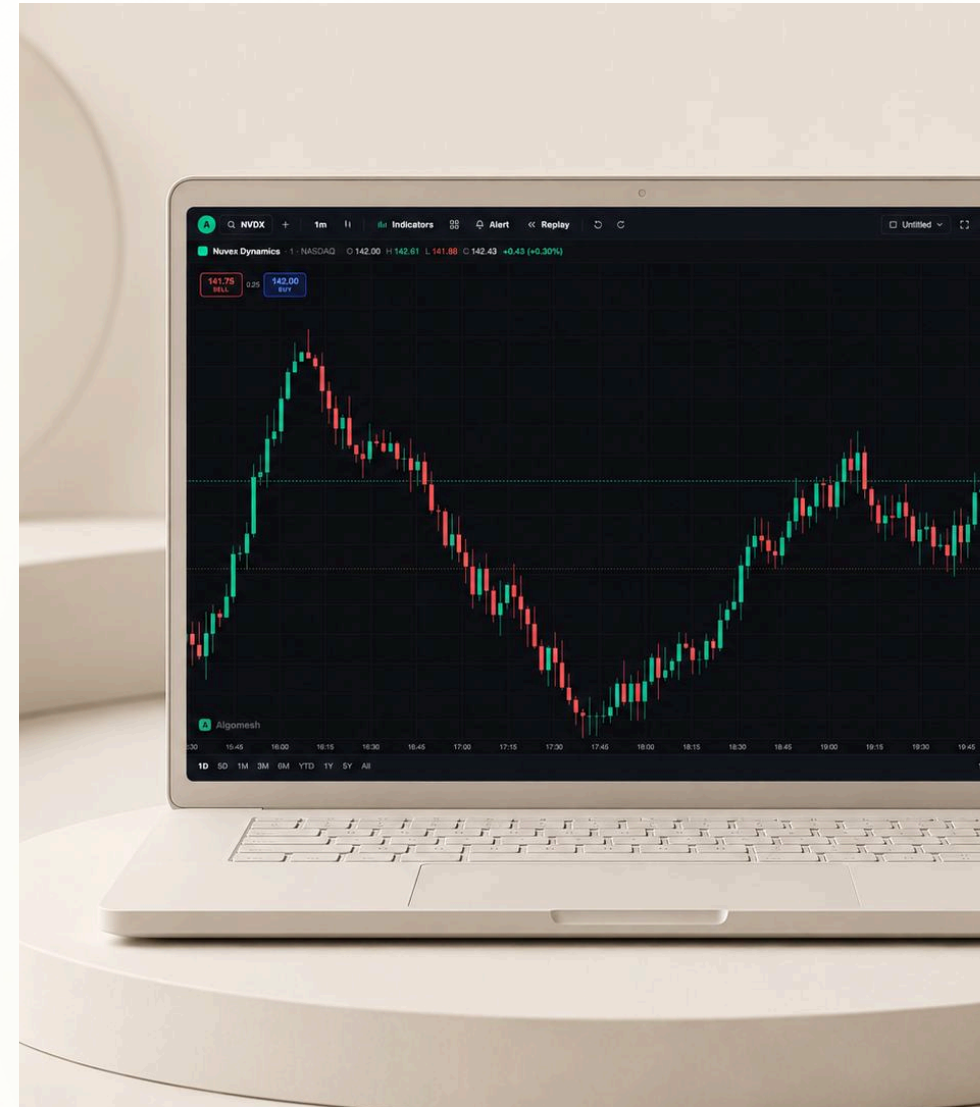 A NVDX + 1m Indicators Alert Replay Untitled
Nuvex Dynamics · 1 · NASDAQ O 142.00 H 142.61 L 141.88 C 142.43 +0.43 (+0.30%)
141.75 0.25 142.00
SELL BUY
A Algomesh
:30 15:45 16:00 16:15 16:30 16:45 17:00 17:15 17:30 17:45 18:00 18:15 18:30 18:45 19:00 19:15 19:30 19:45
1D 5D 1M 3M 6M YTD 1Y 5Y All